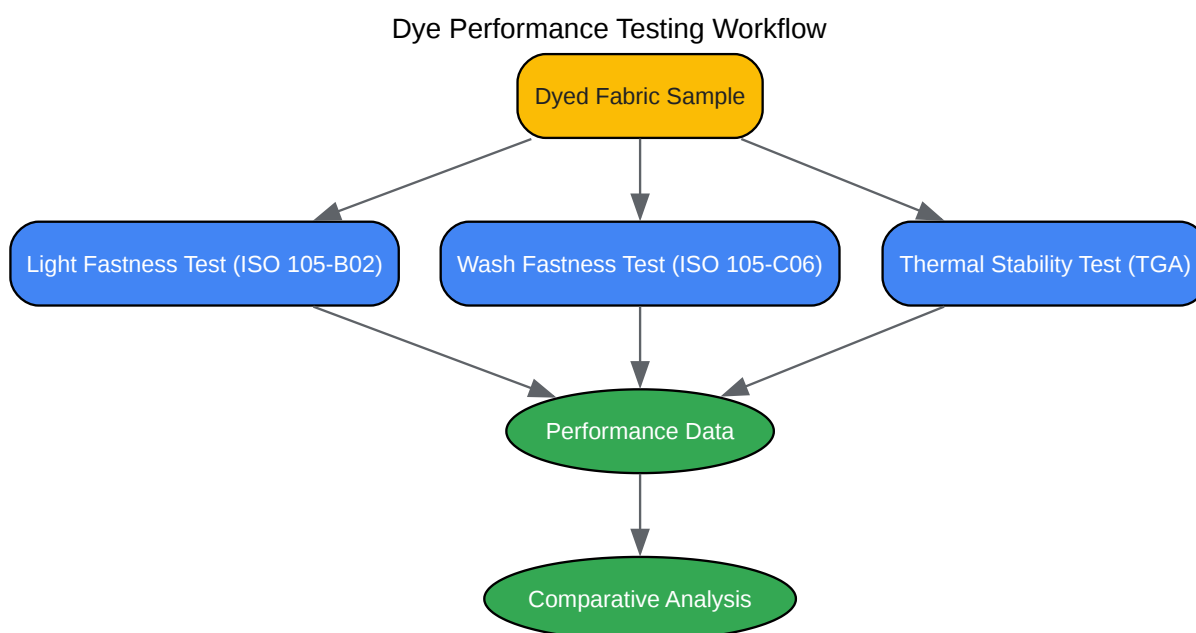 Dye Performance Testing Workflow
Dyed Fabric Sample
Light Fastness Test (ISO 105-B02)
Wash Fastness Test (ISO 105-C06)
Thermal Stability Test (TGA)
Performance Data
Comparative Analysis